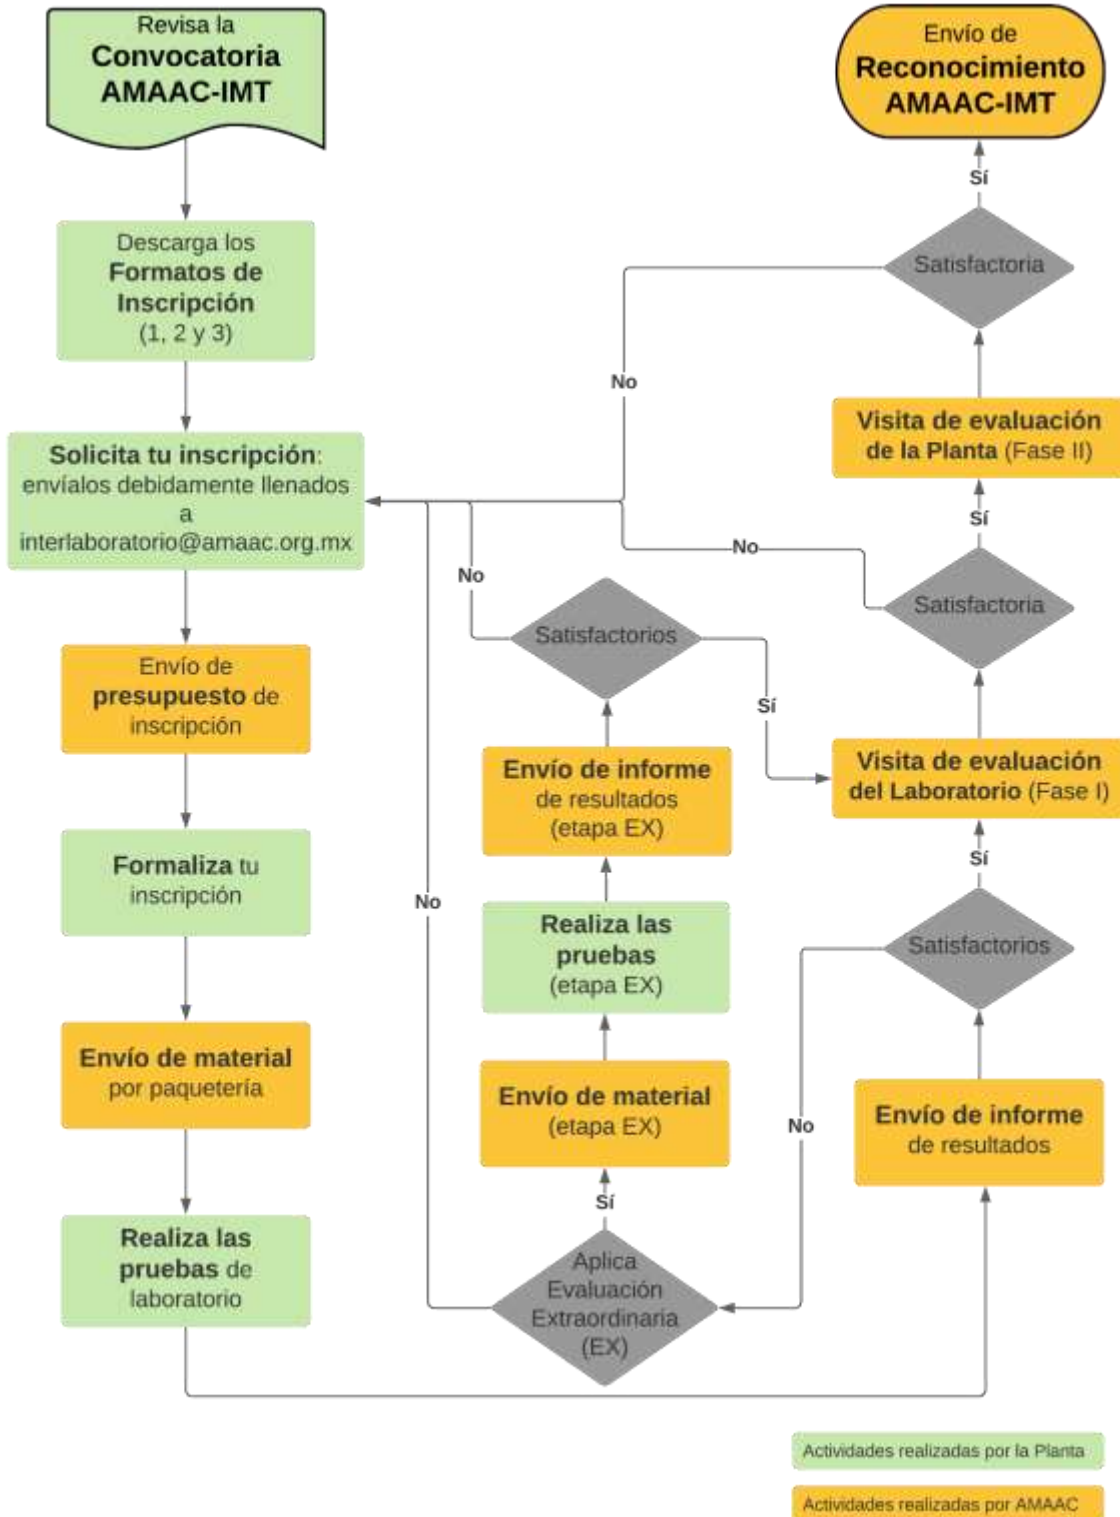 Revisa la
Convocatoria
AMAAC-IMT
Descarga los
Formatos de
Inscripción
(1, 2 y 3)
Solicita tu inscripción:
envíalos debidamente llenados
a
interlaboratorio@amaac.org.mx
Envío de
presupuesto de
inscripción
Formaliza tu
inscripción
Envío de material
por paquetería
Realiza las
pruebas de
laboratorio
No
No
Satisfactorios
Sí
Envío de informe
de resultados
(etapa EX)
Realiza las
pruebas
(etapa EX)
Envío de material
(etapa EX)
Sí
Aplica
Evaluación
Extraordinaria
(EX)
Envío de
Reconocimiento
AMAAC-IMT
Sí
Satisfactoria
No
Visita de evaluación
de la Planta (Fase II)
Sí
No
Satisfactoria
Visita de evaluación
del Laboratorio (Fase I)
Sí
Satisfactorios
No
Envío de informe
de resultados
Actividades realizadas por la Planta
Actividades realizadas por AMAAC